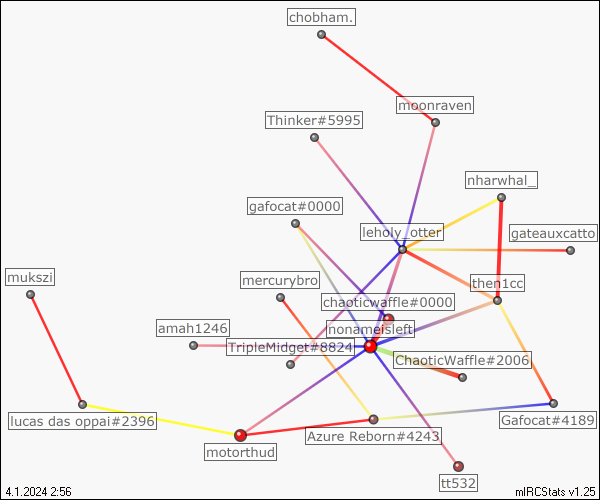 chobham.
moonraven
Thinker#5995
nharwhal_
gafocat#0000
leholy_otter
gateauxcatto
mukszi
mercurybro
then1cc
chaoticwaffle#0000
amah1246
nonameisleft
TripleMidget#8824
ChaoticWaffle#2006
lucas das oppai#2396
Gafocat#4189
Azure Reborn#4243
motorthud
tt532
4.1.2024 2:56
mIRCStats v1.25